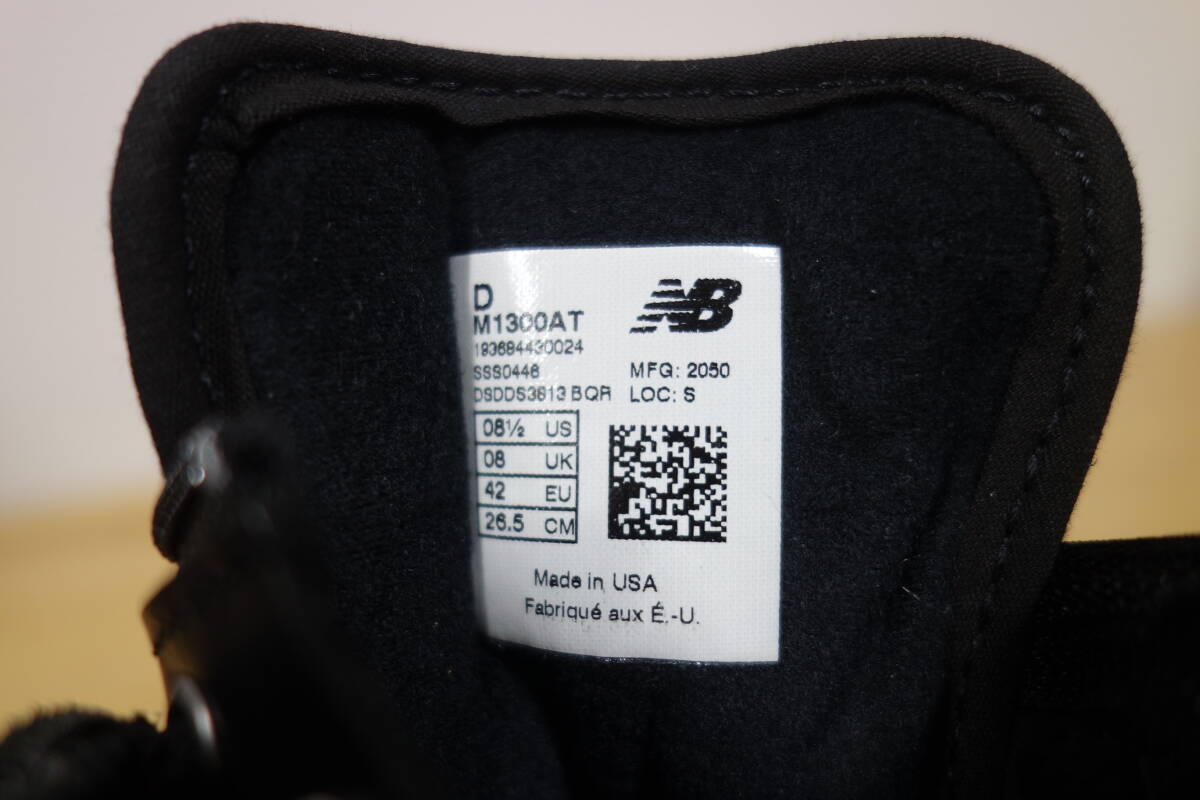 D
M1300AT
NB
193684430024
SSS0446
MFG: 2050
DSDDS3613 BQR
LOC: S
08½ US
08 UK
42 EU
26.5 CM
Made in USA
Fabriqué aux É.-U.